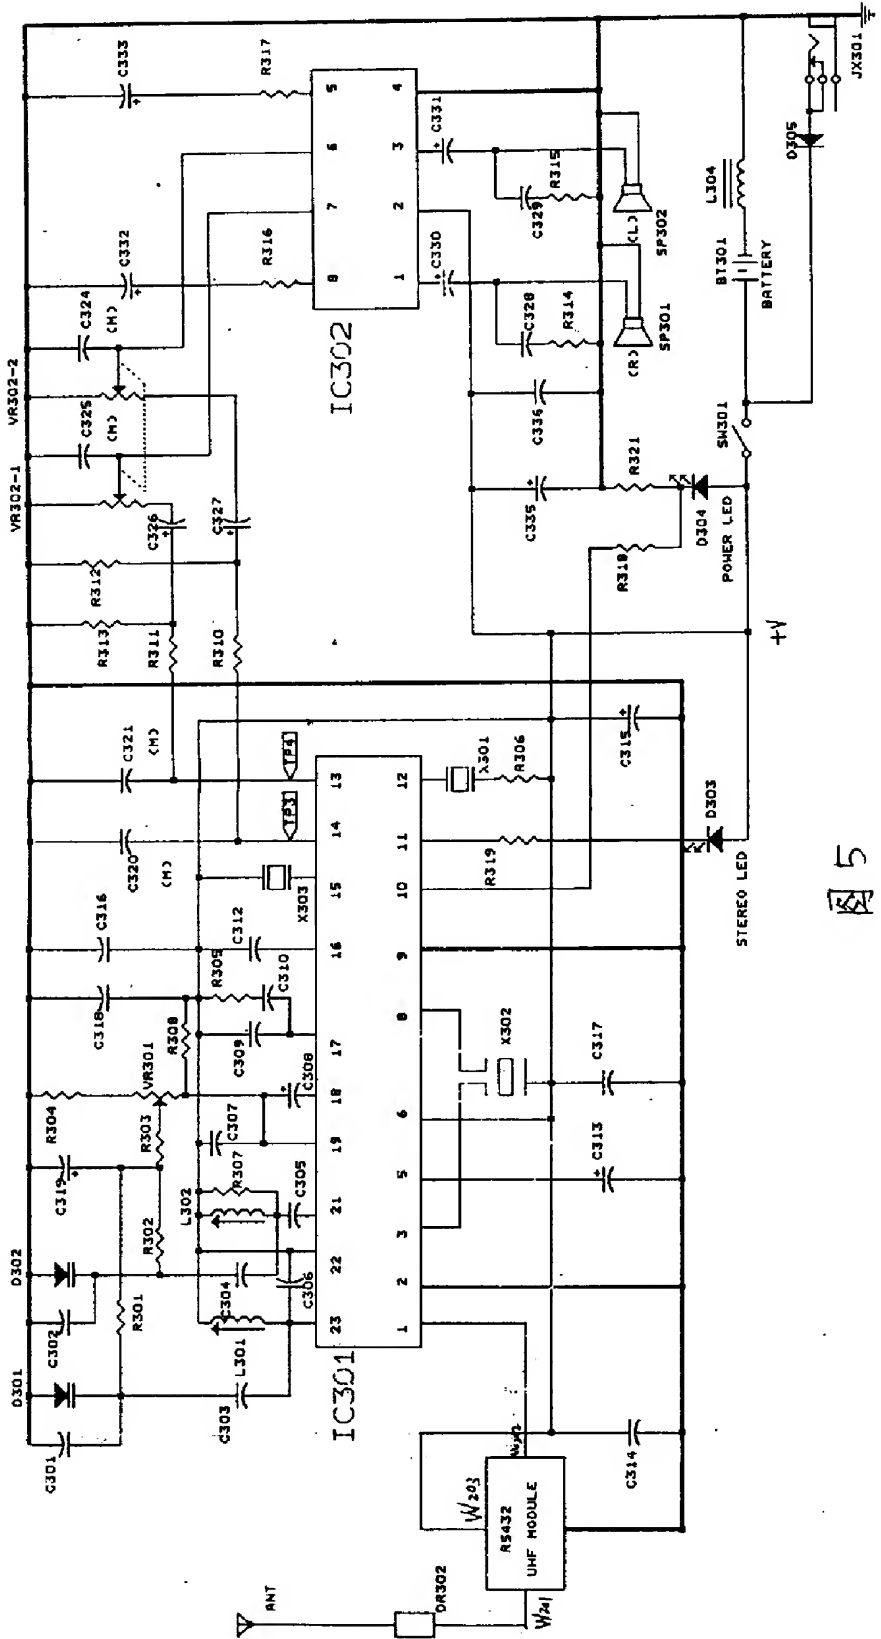 C301
D301
C302
D302
C319
R304
C318
C316
C320
(M)
C321
(M)
R313
R312
VR302-1
C325
(M)
VR302-2
C324
(M)
C332
C333
R301
R302
R303
VR301
R308
R311
C326
C303
L301
C304
L302
R307
C307
C309
R305
C310
C312
R310
C327
R316
R317
ANT
C306
C305
C308
X303
TP3
TP4
IC301
23
22
21
19
18
17
16
15
14
13
1
2
3
5
6
8
9
10
11
12
IC302
8
7
6
5
1
2
3
4
DR302
W203
W201
R5432
UHF MODULE
X302
R319
X301
R306
C330
C331
C335
C336
C328
R314
C329
R315
C314
C313
C317
C315
R318
R321
(R)
SP301
(L)
SP302
D303
STEREO LED
D304
POWER LED
SW301
BT301
BATTERY
L304
D305
JX301
+V
图5